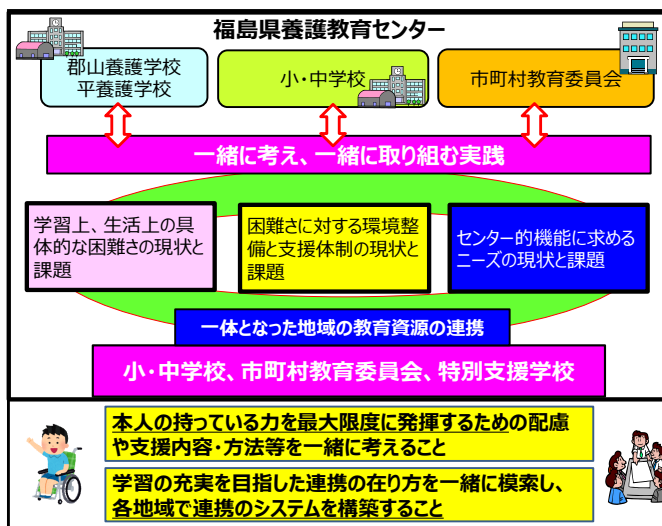 福島県養護教育センター
郡山養護学校
平養護学校
小・中学校
市町村教育委員会
一緒に考え、一緒に取り組む実践
学習上、生活上の具
体的な困難さの現状と
課題
困難さに対する環境整
備と支援体制の現状と
課題
センター的機能に求める
ニーズの現状と課題
一体となった地域の教育資源の連携
小・中学校、市町村教育委員会、特別支援学校
本人の持っている力を最大限度に発揮するための配慮
や支援内容・方法等を一緒に考えること
学習の充実を目指した連携の在り方を一緒に模索し、
各地域で連携のシステムを構築すること